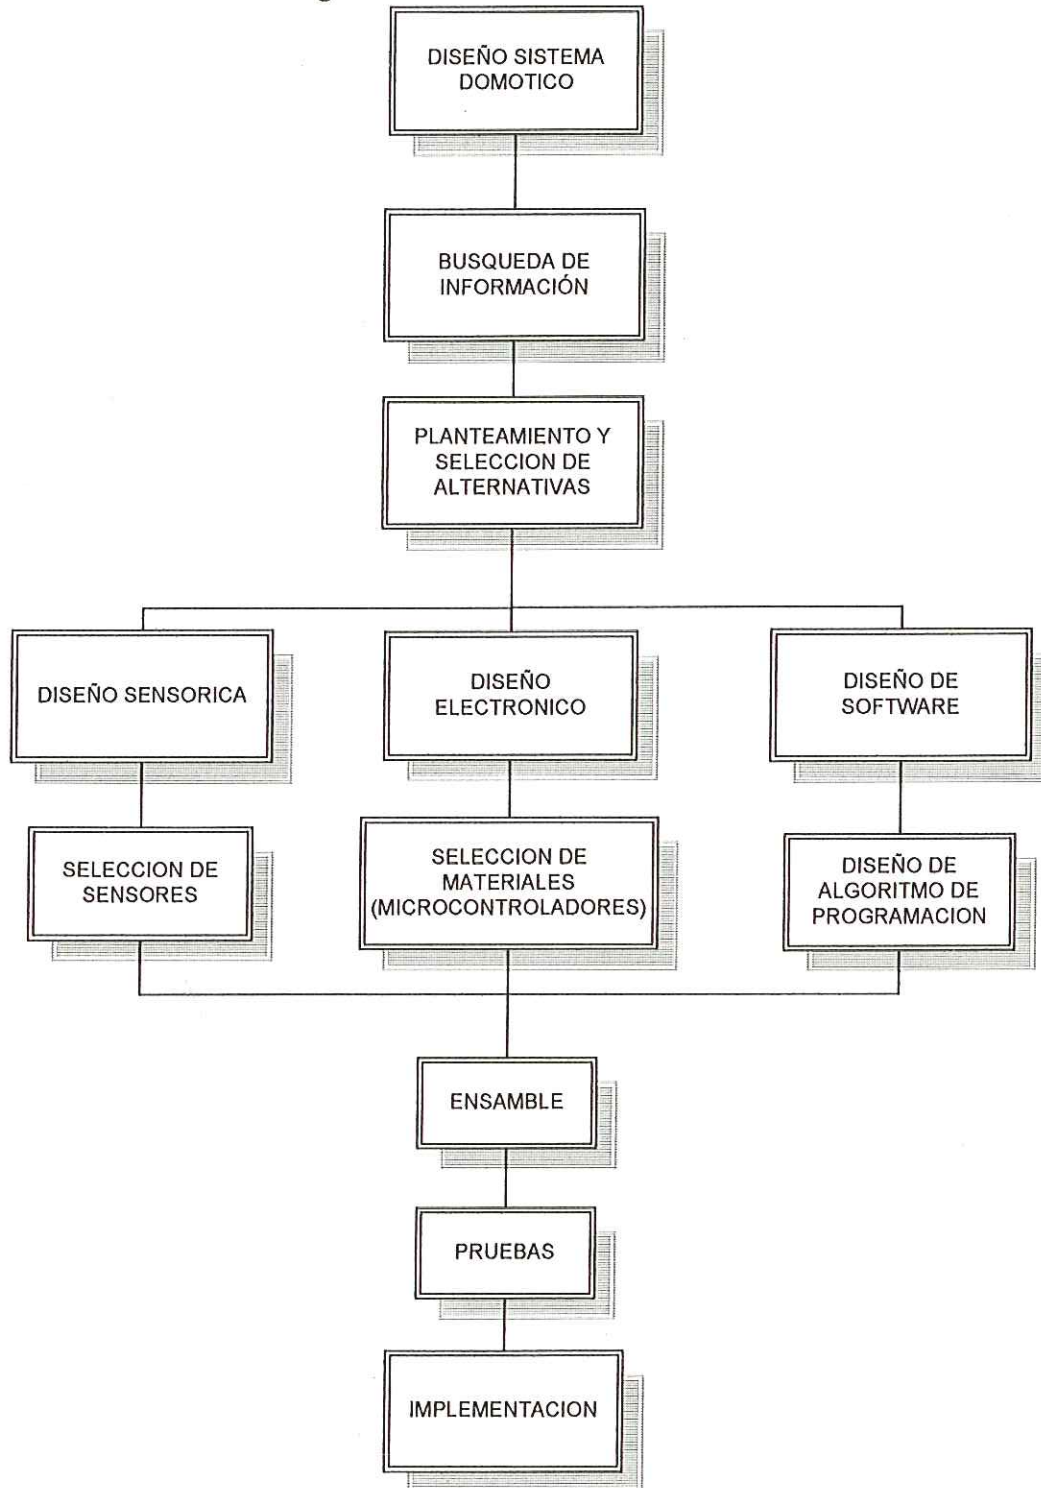 DISEÑO SISTEMA
DOMOTICO
BUSQUEDA DE
INFORMACIÓN
PLANTEAMIENTO Y
SELECCION DE
ALTERNATIVAS
DISEÑO SENSORICA
DISEÑO
ELECTRONICO
DISEÑO DE
SOFTWARE
SELECCION DE
SENSORES
SELECCION DE
MATERIALES
(MICROCONTROLADORES)
DISEÑO DE
ALGORITMO DE
PROGRAMACION
ENSAMBLE
PRUEBAS
IMPLEMENTACION